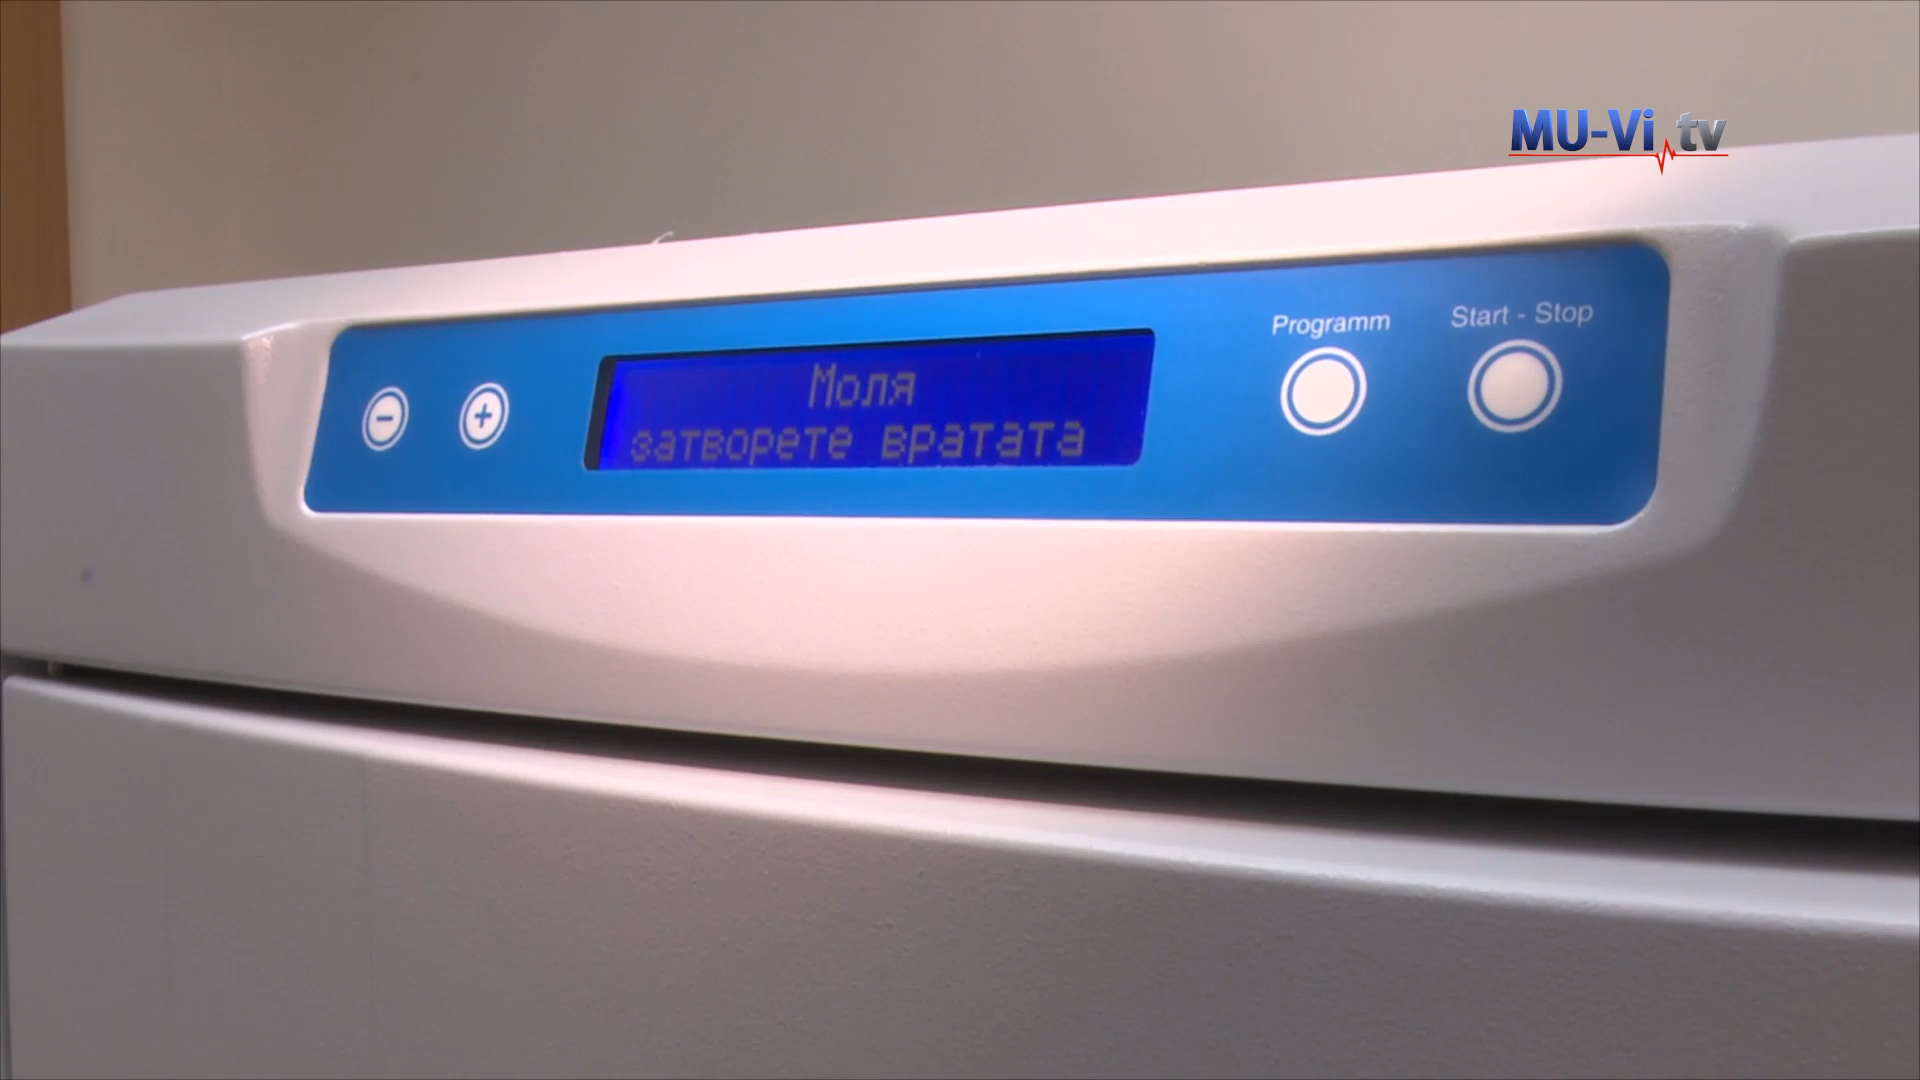 MU-Vi.tv
Programm
Start - Stop
Моля
затворете вратата